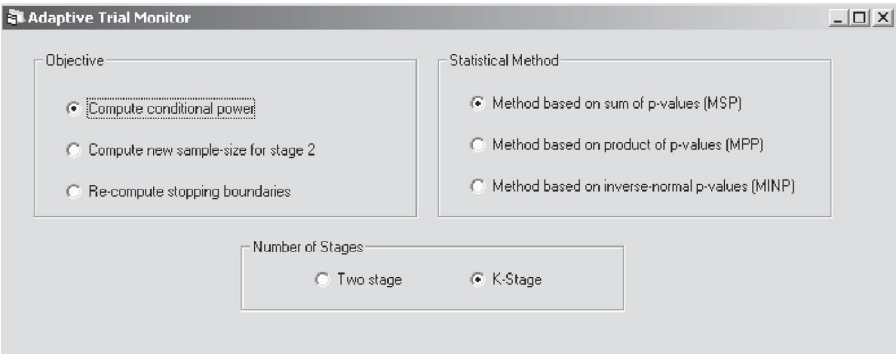 Adaptive Trial Monitor
Objective
Compute conditional power
Compute new sample-size for stage 2
Re-compute stopping boundaries
Statistical Method
Method based on sum of p-values (MSP)
Method based on product of p-values (MPP)
Method based on inverse-normal p-values (MINP)
Number of Stages
Two stage
K-Stage